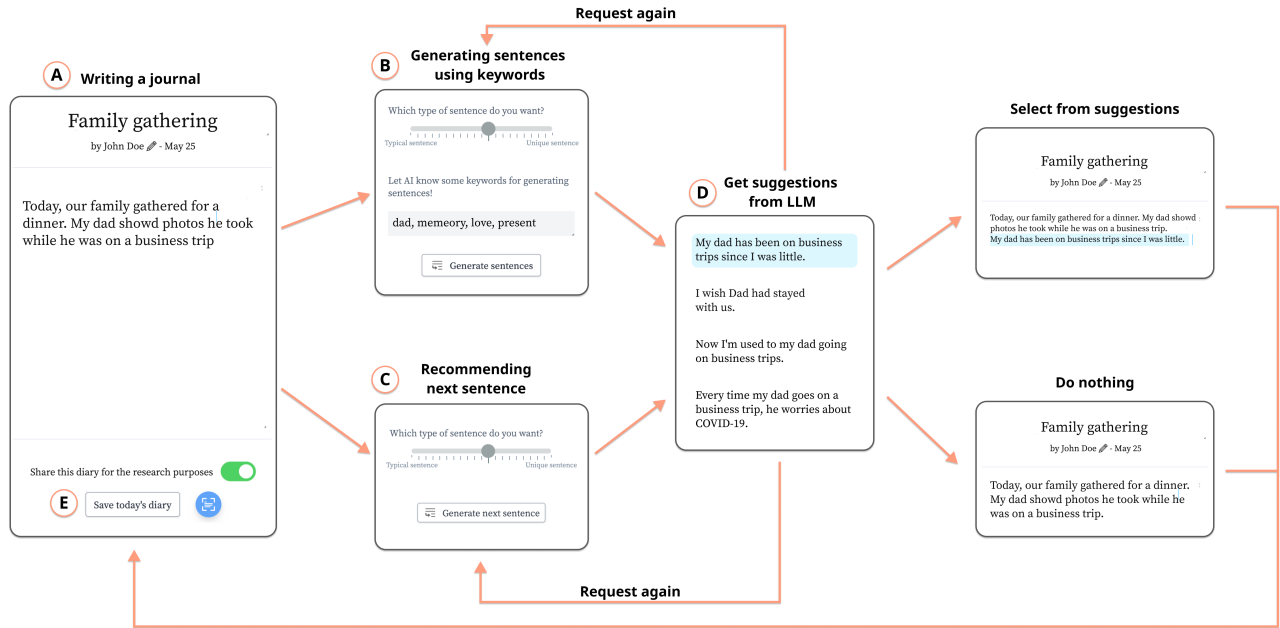 Request again
A
Writing a journal
Family gathering
by John Doe - May 25
Today, our family gathered for a
dinner. My dad showd photos he took
while he was on a business trip
Share this diary for the research purposes
E
Save today's diary
B
Generating sentences
using keywords
Which type of sentence do you want?
Typical sentence
Unique sentence
Let AI know some keywords for generating
sentences!
dad, memeory, love, present
Generate sentences
C
Recommending
next sentence
Which type of sentence do you want?
Typical sentence
Unique sentence
Generate next sentence
D
Get suggestions
from LLM
My dad has been on business
trips since I was little.
I wish Dad had stayed
with us.
Now I'm used to my dad going
on business trips.
Every time my dad goes on a
business trip, he worries about
COVID-19.
Request again
Select from suggestions
Family gathering
by John Doe - May 25
Today, our family gathered for a dinner. My dad showd
photos he took while he was on a business trip.
My dad has been on business trips since I was little.
Do nothing
Family gathering
by John Doe - May 25
Today, our family gathered for a dinner.
My dad showd photos he took while he
was on a business trip.